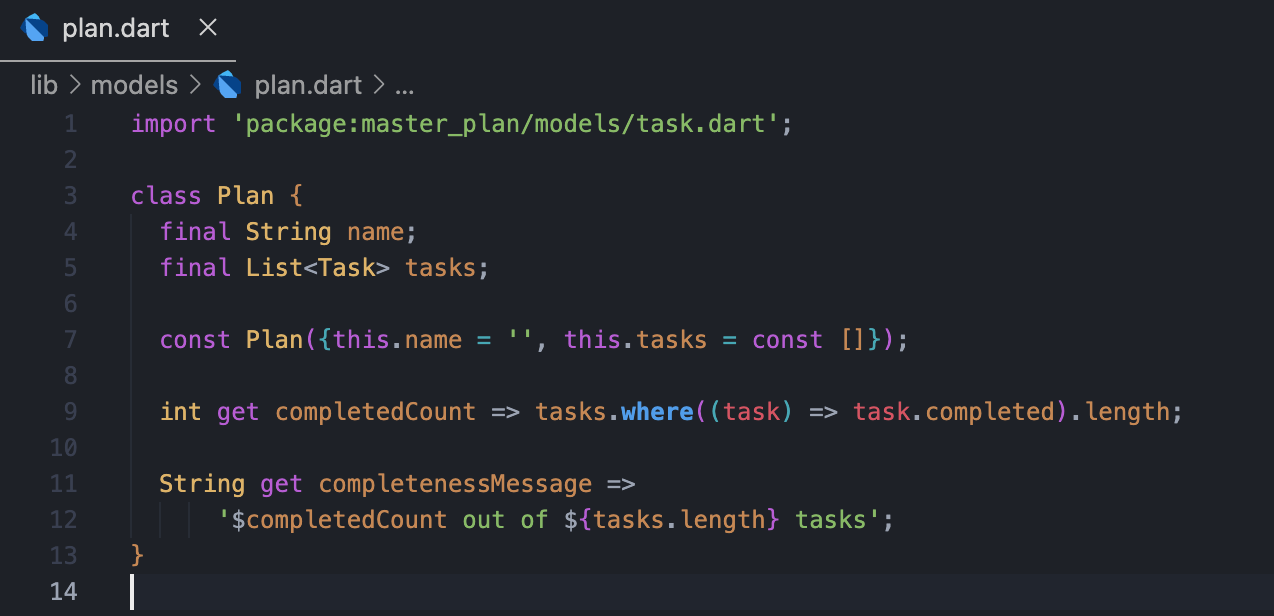 plan.dart
lib > models > plan.dart > ...
1 import 'package:master_plan/models/task.dart';
2
3 class Plan {
4   final String name;
5   final List<Task> tasks;
6
7   const Plan({this.name = '', this.tasks = const []});
8
9   int get completedCount => tasks.where((task) => task.completed).length;
10
11   String get completenessMessage =>
12       '$completedCount out of ${tasks.length} tasks';
13 }
14